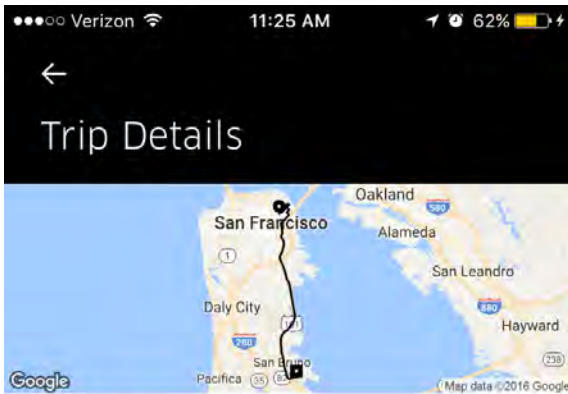 Verizon 11:25 AM 62%
Trip Details
Oakland
580
San Francisco
Alameda
1
San Leandro
Daly City
101
880
Hayward
280
San Bruno
238
Google
Pacifica
35
82
Map data ©2016 Google